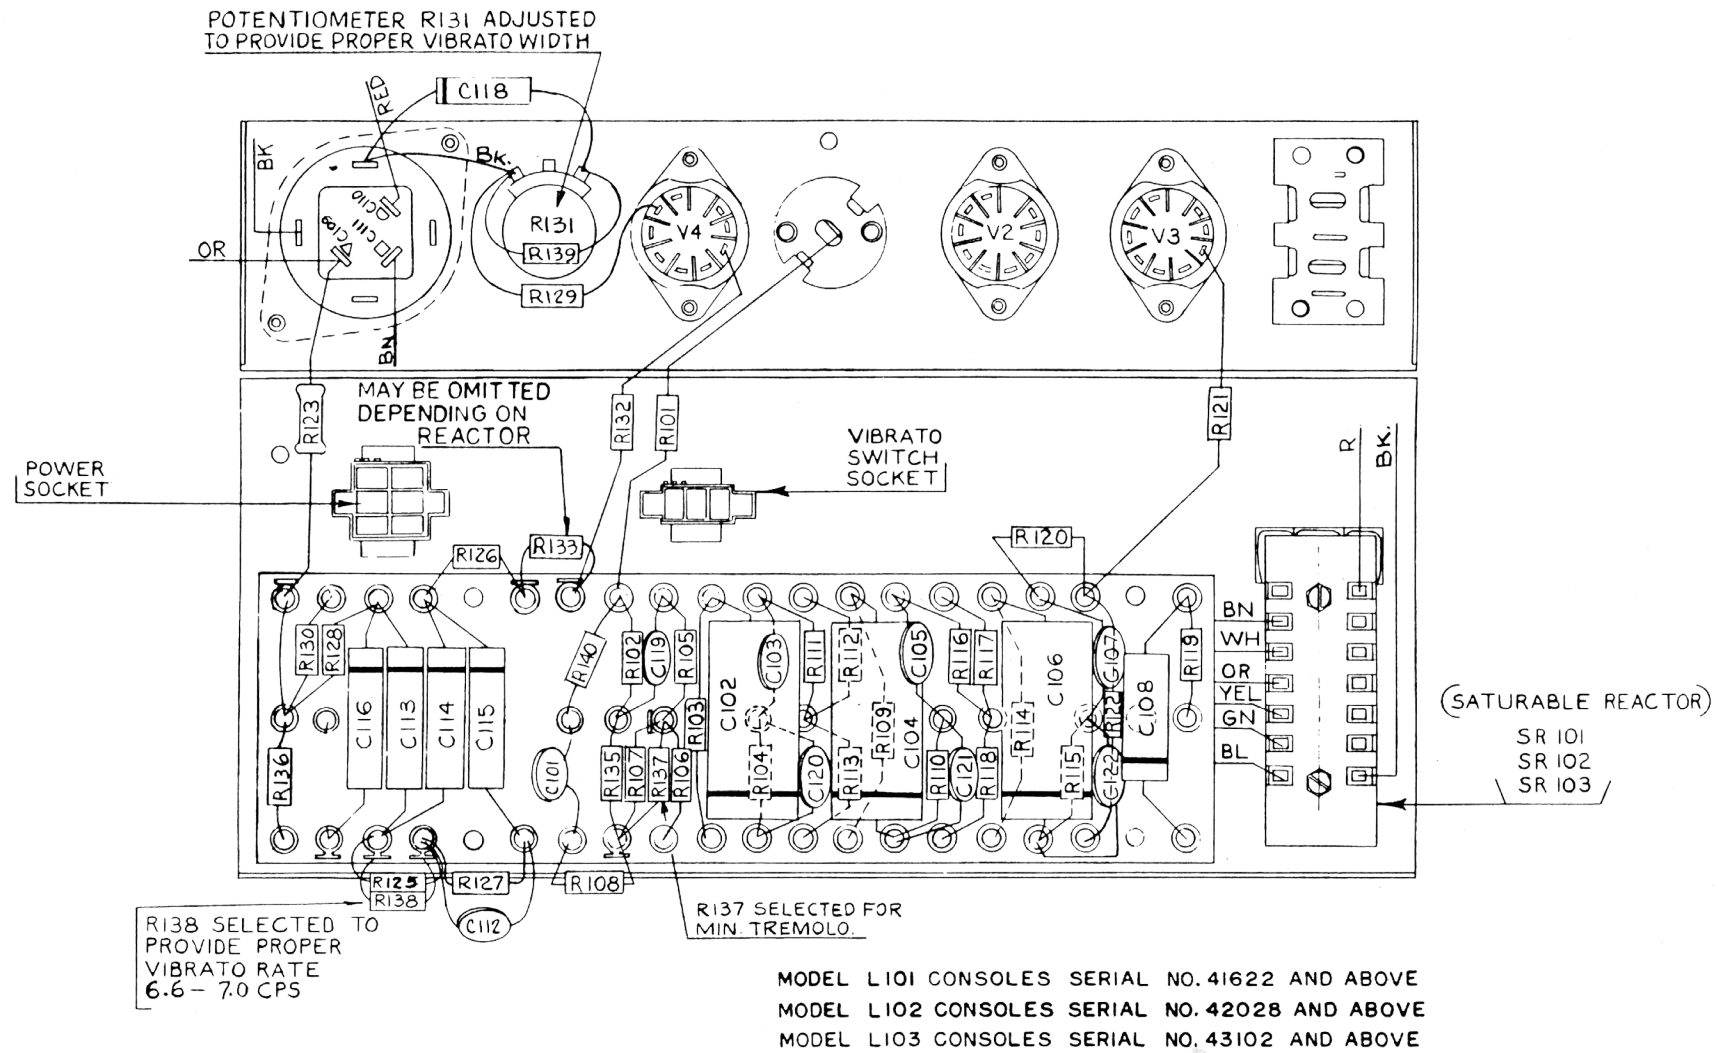 POTENTIOMETER R131 ADJUSTED
TO PROVIDE PROPER VIBRATO WIDTH
RED
C118
BK
Bk.
C110
C109
C111
OR
BN
R131
R139
R129
V4
V2
V3
R123
MAY BE OMITTED
DEPENDING ON
REACTOR
R132
R101
VIBRATO
SWITCH
SOCKET
R121
R
BK.
POWER
SOCKET
R126
R133
R120
R130
R128
R140
R102
C119
R105
C103
R111
R112
C105
R116
R117
C106
C107
R119
BN
WH
OR
YEL
GN
BL
C116
C113
C114
C115
R103
C102
R109
C104
R114
R122
C108
R136
C101
R135
R107
R137
R106
R104
C120
R113
R110
C121
R118
R115
C122
(SATURABLE REACTOR)
SR 101
SR 102
SR 103
R125
R138
R127
C112
R108
R138 SELECTED TO
PROVIDE PROPER
VIBRATO RATE
6.6 - 7.0 CPS
R137 SELECTED FOR
MIN. TREMOLO.
MODEL L101 CONSOLES SERIAL NO. 41622 AND ABOVE
MODEL L102 CONSOLES SERIAL NO. 42028 AND ABOVE
MODEL L103 CONSOLES SERIAL NO. 43102 AND ABOVE